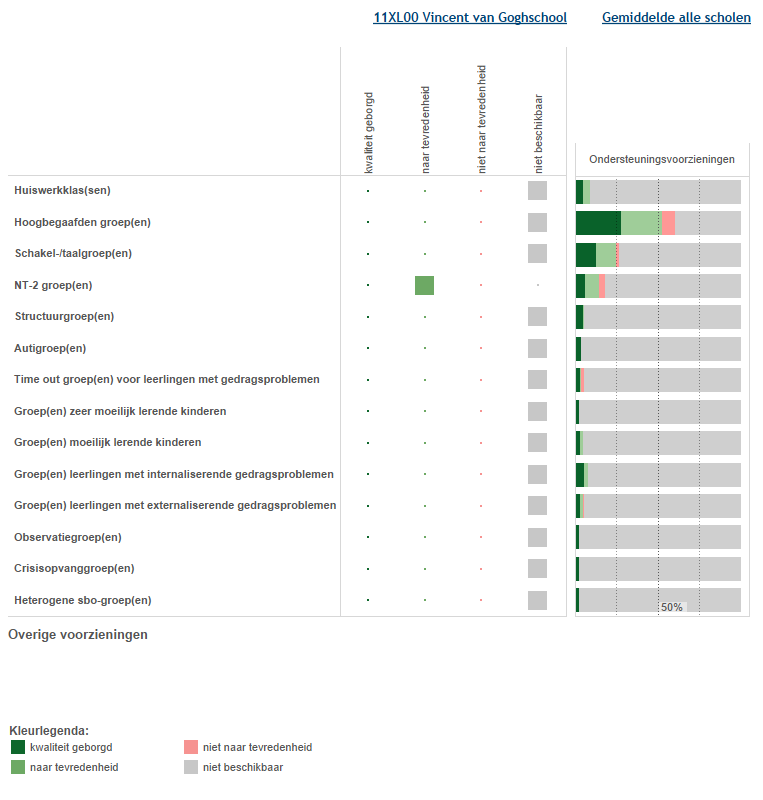 11XL00 Vincent van Goghschool
Gemiddelde alle scholen
kwaliteit geborgd
naar tevredenheid
niet naar tevredenheid
niet beschikbaar
Ondersteuningsvoorzieningen
Huiswerkklas(sen)
Hoogbegaafden groep(en)
Schakel-/taalgroep(en)
NT-2 groep(en)
Structuurgroep(en)
Autigroep(en)
Time out groep(en) voor leerlingen met gedragsproblemen
Groep(en) zeer moeilijk lerende kinderen
Groep(en) moeilijk lerende kinderen
Groep(en) leerlingen met internaliserende gedragsproblemen
Groep(en) leerlingen met externaliserende gedragsproblemen
Observatiegroep(en)
Crisisopvanggroep(en)
Heterogene sbo-groep(en)
50%
Overige voorzieningen
Kleurlegenda:
kwaliteit geborgd
niet naar tevredenheid
naar tevredenheid
niet beschikbaar